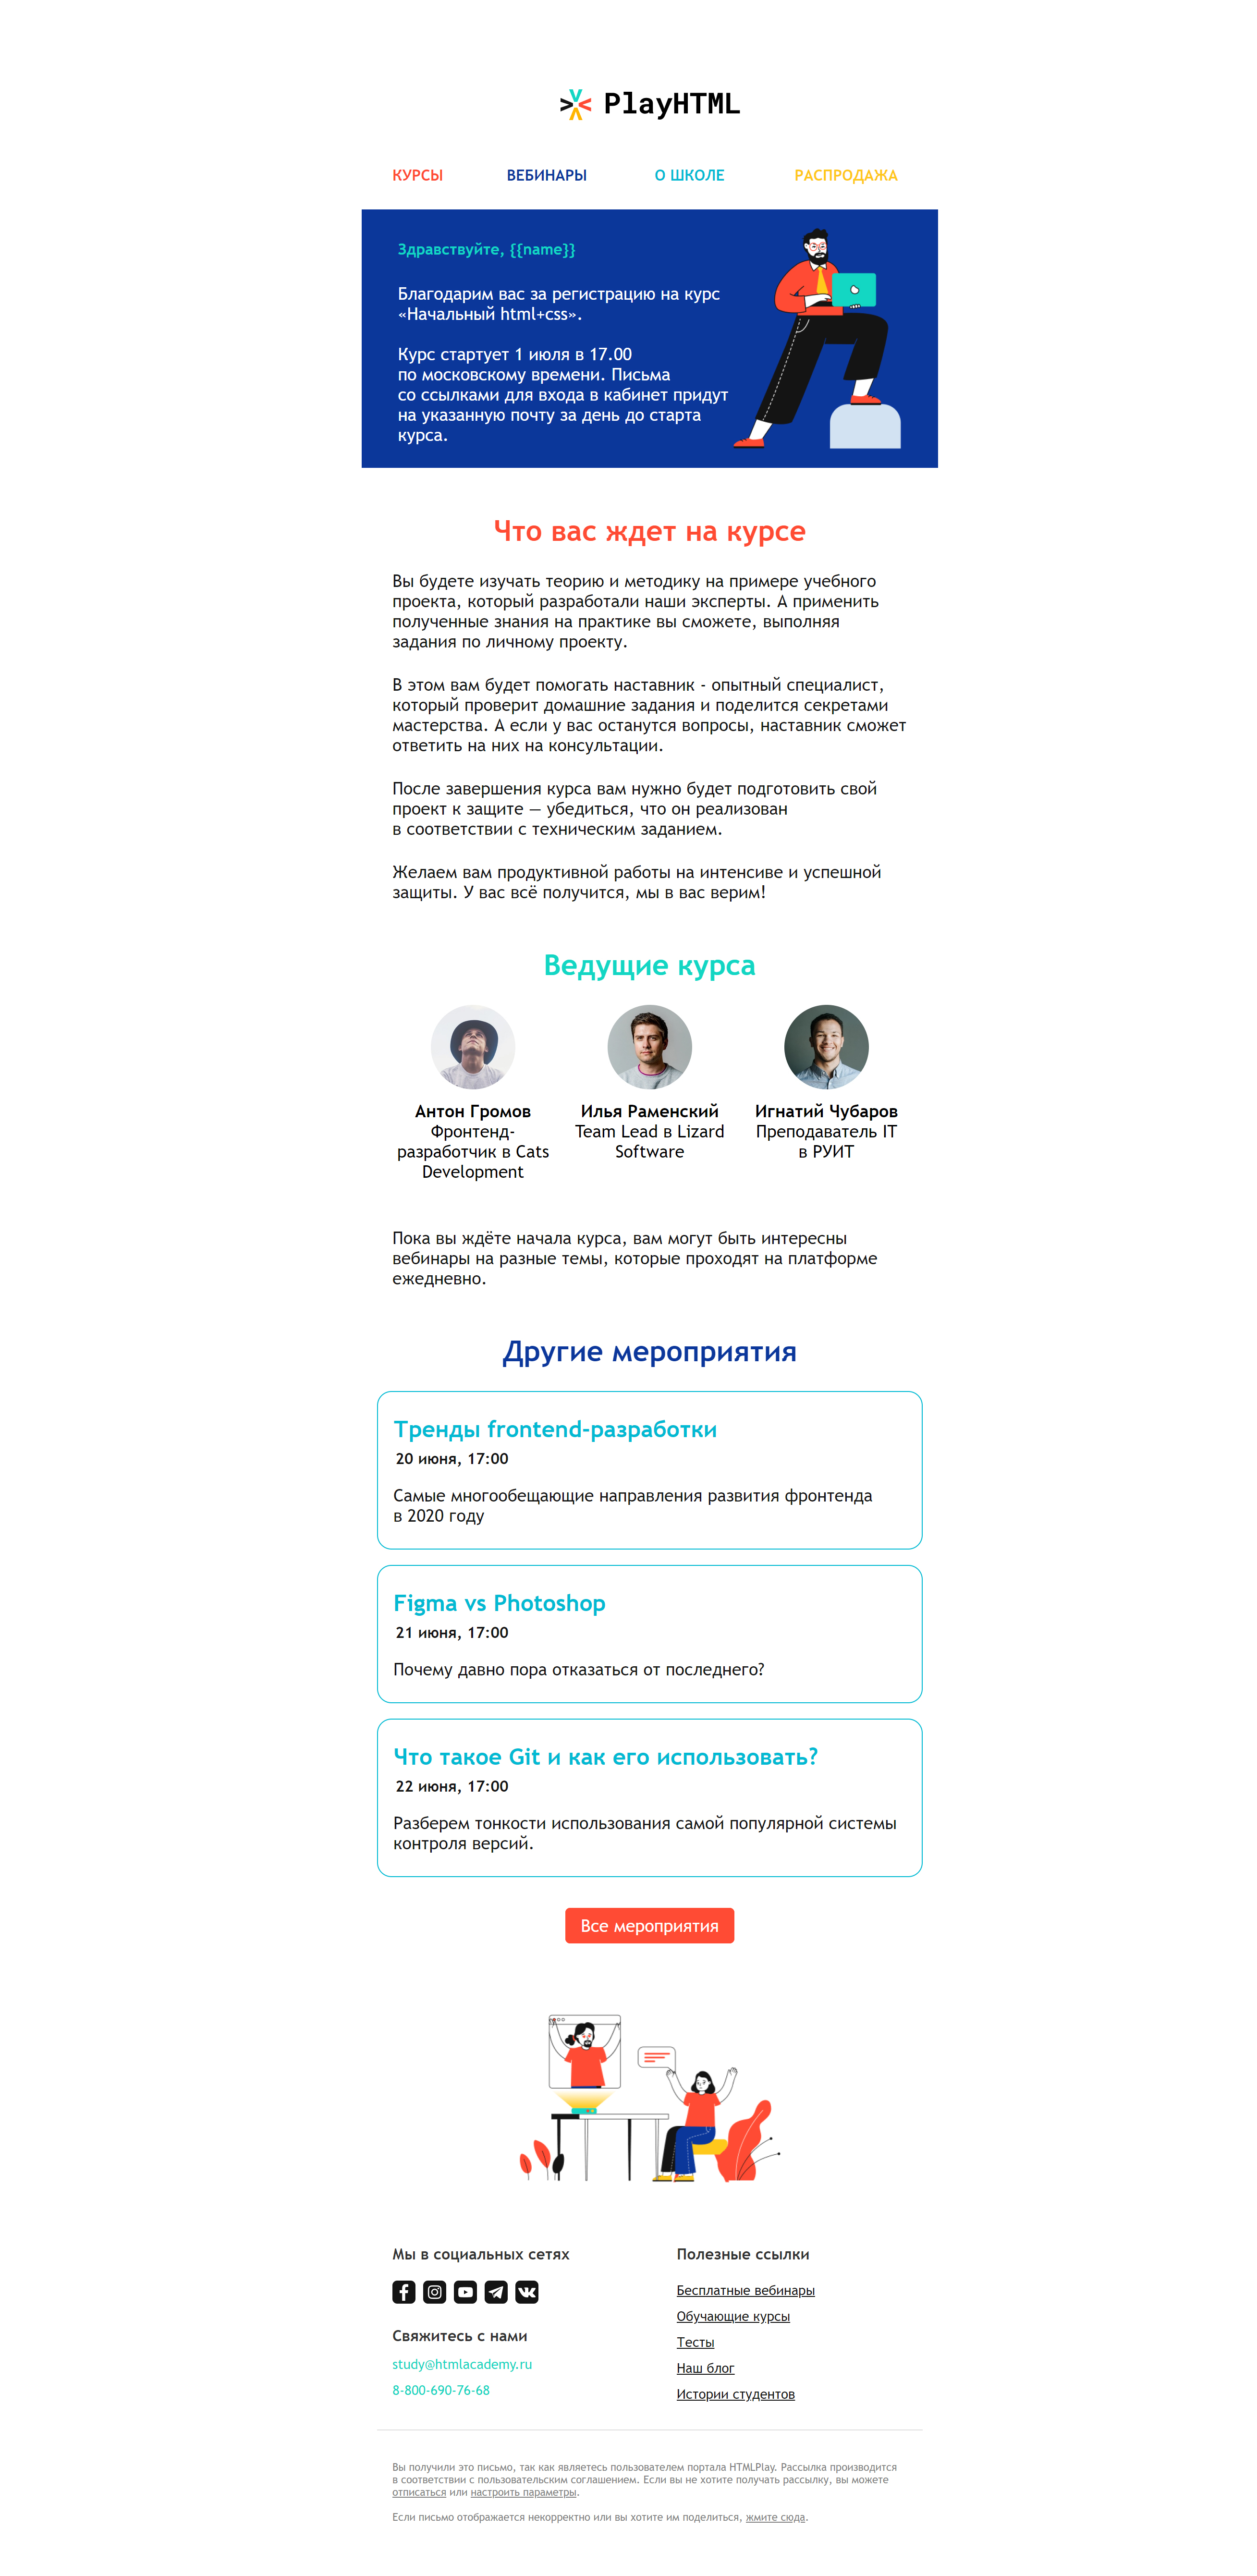 PlayHTML
КУРСЫ ВЕБИНАРЫ О ШКОЛЕ РАСПРОДАЖА
Здравствуйте, {{name}}
Благодарим вас за регистрацию на курс
«Начальный html+css».
Курс стартует 1 июля в 17.00
по московскому времени. Письма
со ссылками для входа в кабинет придут
на указанную почту за день до старта
курса.
Что вас ждет на курсе
Вы будете изучать теорию и методику на примере учебного
проекта, который разработали наши эксперты. А применить
полученные знания на практике вы сможете, выполняя
задания по личному проекту.
В этом вам будет помогать наставник - опытный специалист,
который проверит домашние задания и поделится секретами
мастерства. А если у вас останутся вопросы, наставник сможет
ответить на них на консультации.
После завершения курса вам нужно будет подготовить свой
проект к защите — убедиться, что он реализован
в соответствии с техническим заданием.
Желаем вам продуктивной работы на интенсиве и успешной
защиты. У вас всё получится, мы в вас верим!
Ведущие курса
Антон Громов
Фронтенд-
разработчик в Cats
Development
Илья Раменский
Team Lead в Lizard
Software
Игнатий Чубаров
Преподаватель IT
в РУИТ
Пока вы ждёте начала курса, вам могут быть интересны
вебинары на разные темы, которые проходят на платформе
ежедневно.
Другие мероприятия
Тренды frontend-разработки
20 июня, 17:00
Самые многообещающие направления развития фронтенда
в 2020 году
Figma vs Photoshop
21 июня, 17:00
Почему давно пора отказаться от последнего?
Что такое Git и как его использовать?
22 июня, 17:00
Разберем тонкости использования самой популярной системы
контроля версий.
Все мероприятия
Мы в социальных сетях
Свяжитесь с нами
study@htmlacademy.ru
8-800-690-76-68
Полезные ссылки
Бесплатные вебинары
Обучающие курсы
Тесты
Наш блог
Истории студентов
Вы получили это письмо, так как являетесь пользователем портала HTMLPlay. Рассылка производится
в соответствии с пользовательским соглашением. Если вы не хотите получать рассылку, вы можете
отписаться или настроить параметры.
Если письмо отображается некорректно или вы хотите им поделиться, жмите сюда.